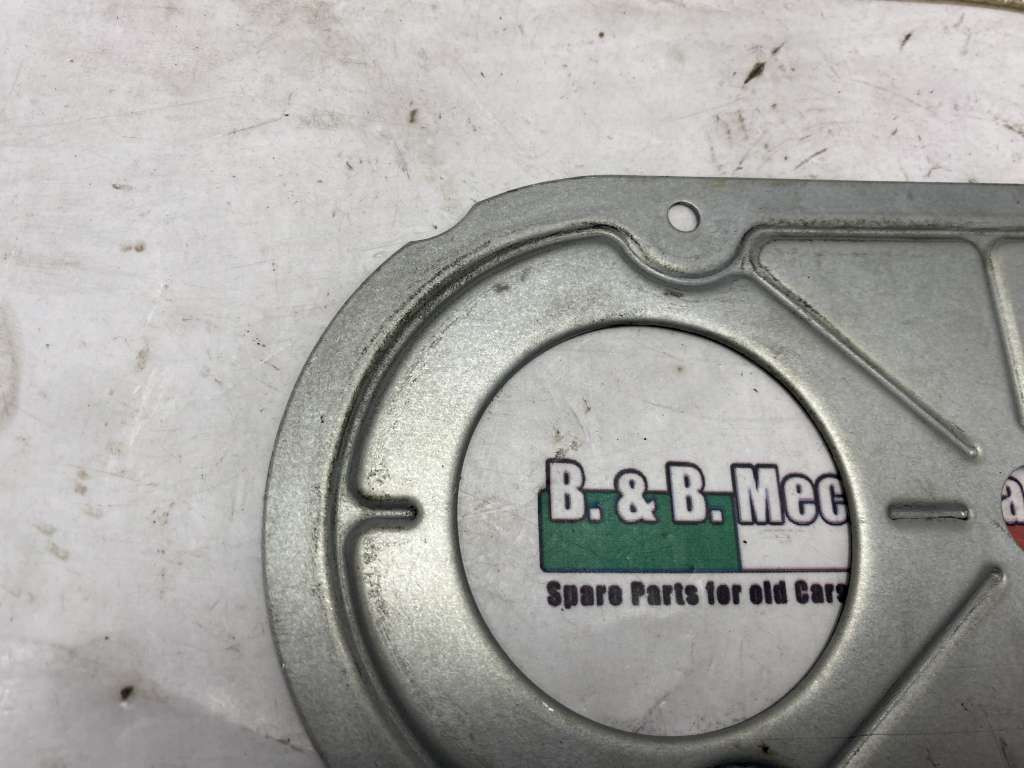 B. & B. Mec a
Spare Parts for old Cars